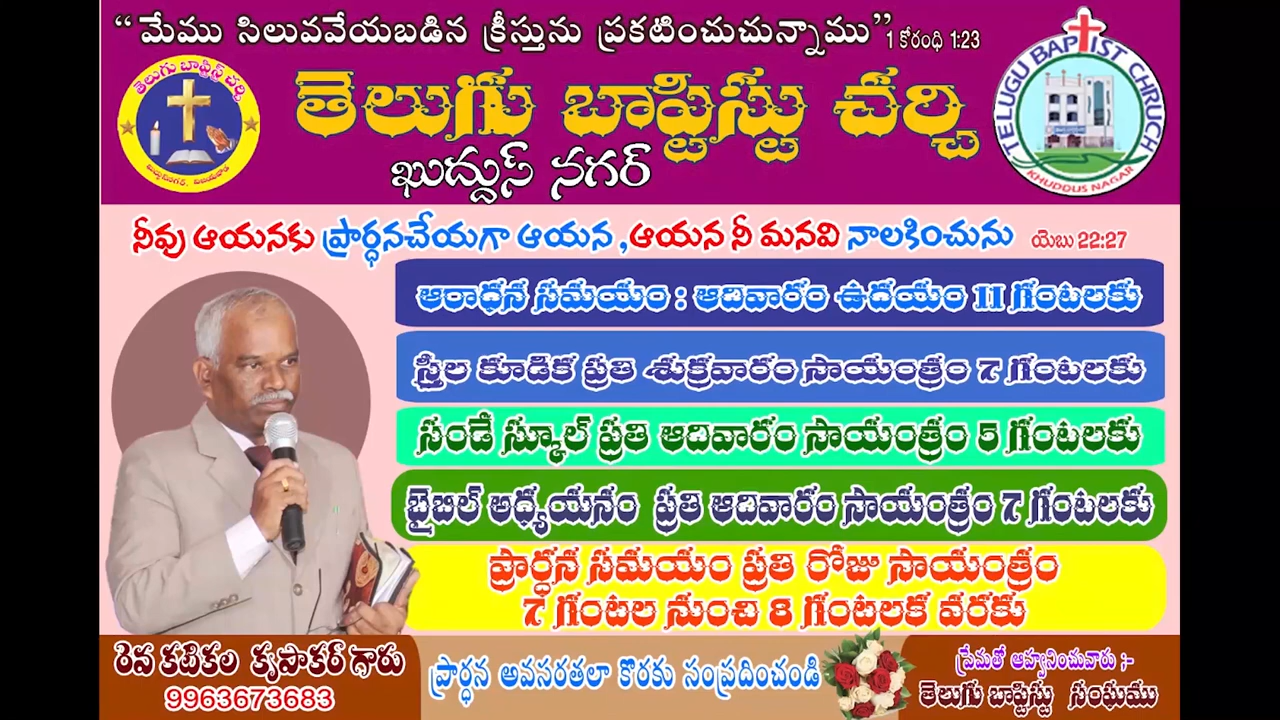 “మేము సిలువవేయబడిన క్రీస్తును ప్రకటించుచున్నాము” 1 కోరంధి 1:23
తెలుగు బాప్టిస్ట్ చర్చి
తెలుగు బాప్టిస్టు చర్చి
ఖుద్దుస్ నగర్
TELUGU BAPTIST CHRUCH
KHUDDUS NAGAR
నీవు ఆయనకు ప్రార్ధనచేయగా ఆయన ,ఆయన నీ మనవి నాలకించును యెబు 22:27
ఆరాధన సమయం : ఆదివారం ఉదయం 11 గంటలకు
స్త్రీల కూడిక ప్రతి శుక్రవారం సాయంత్రం 7 గంటలకు
సండే స్కూల్ ప్రతి ఆదివారం సాయంత్రం 5 గంటలకు
బైబిల్ అధ్యయనం ప్రతి ఆదివారం సాయంత్రం 7 గంటలకు
ప్రార్ధన సమయం ప్రతి రోజు సాయంత్రం
7 గంటల నుంచి 8 గంటలక వరకు
రెవ కటికల కృపాకర్ గారు
9963673683
ప్రార్ధన అవసరతలా కొరకు సంప్రదించండి
ప్రేమతో ఆహ్వనించువారు :-
తెలుగు బాప్టిస్టు సంఘము